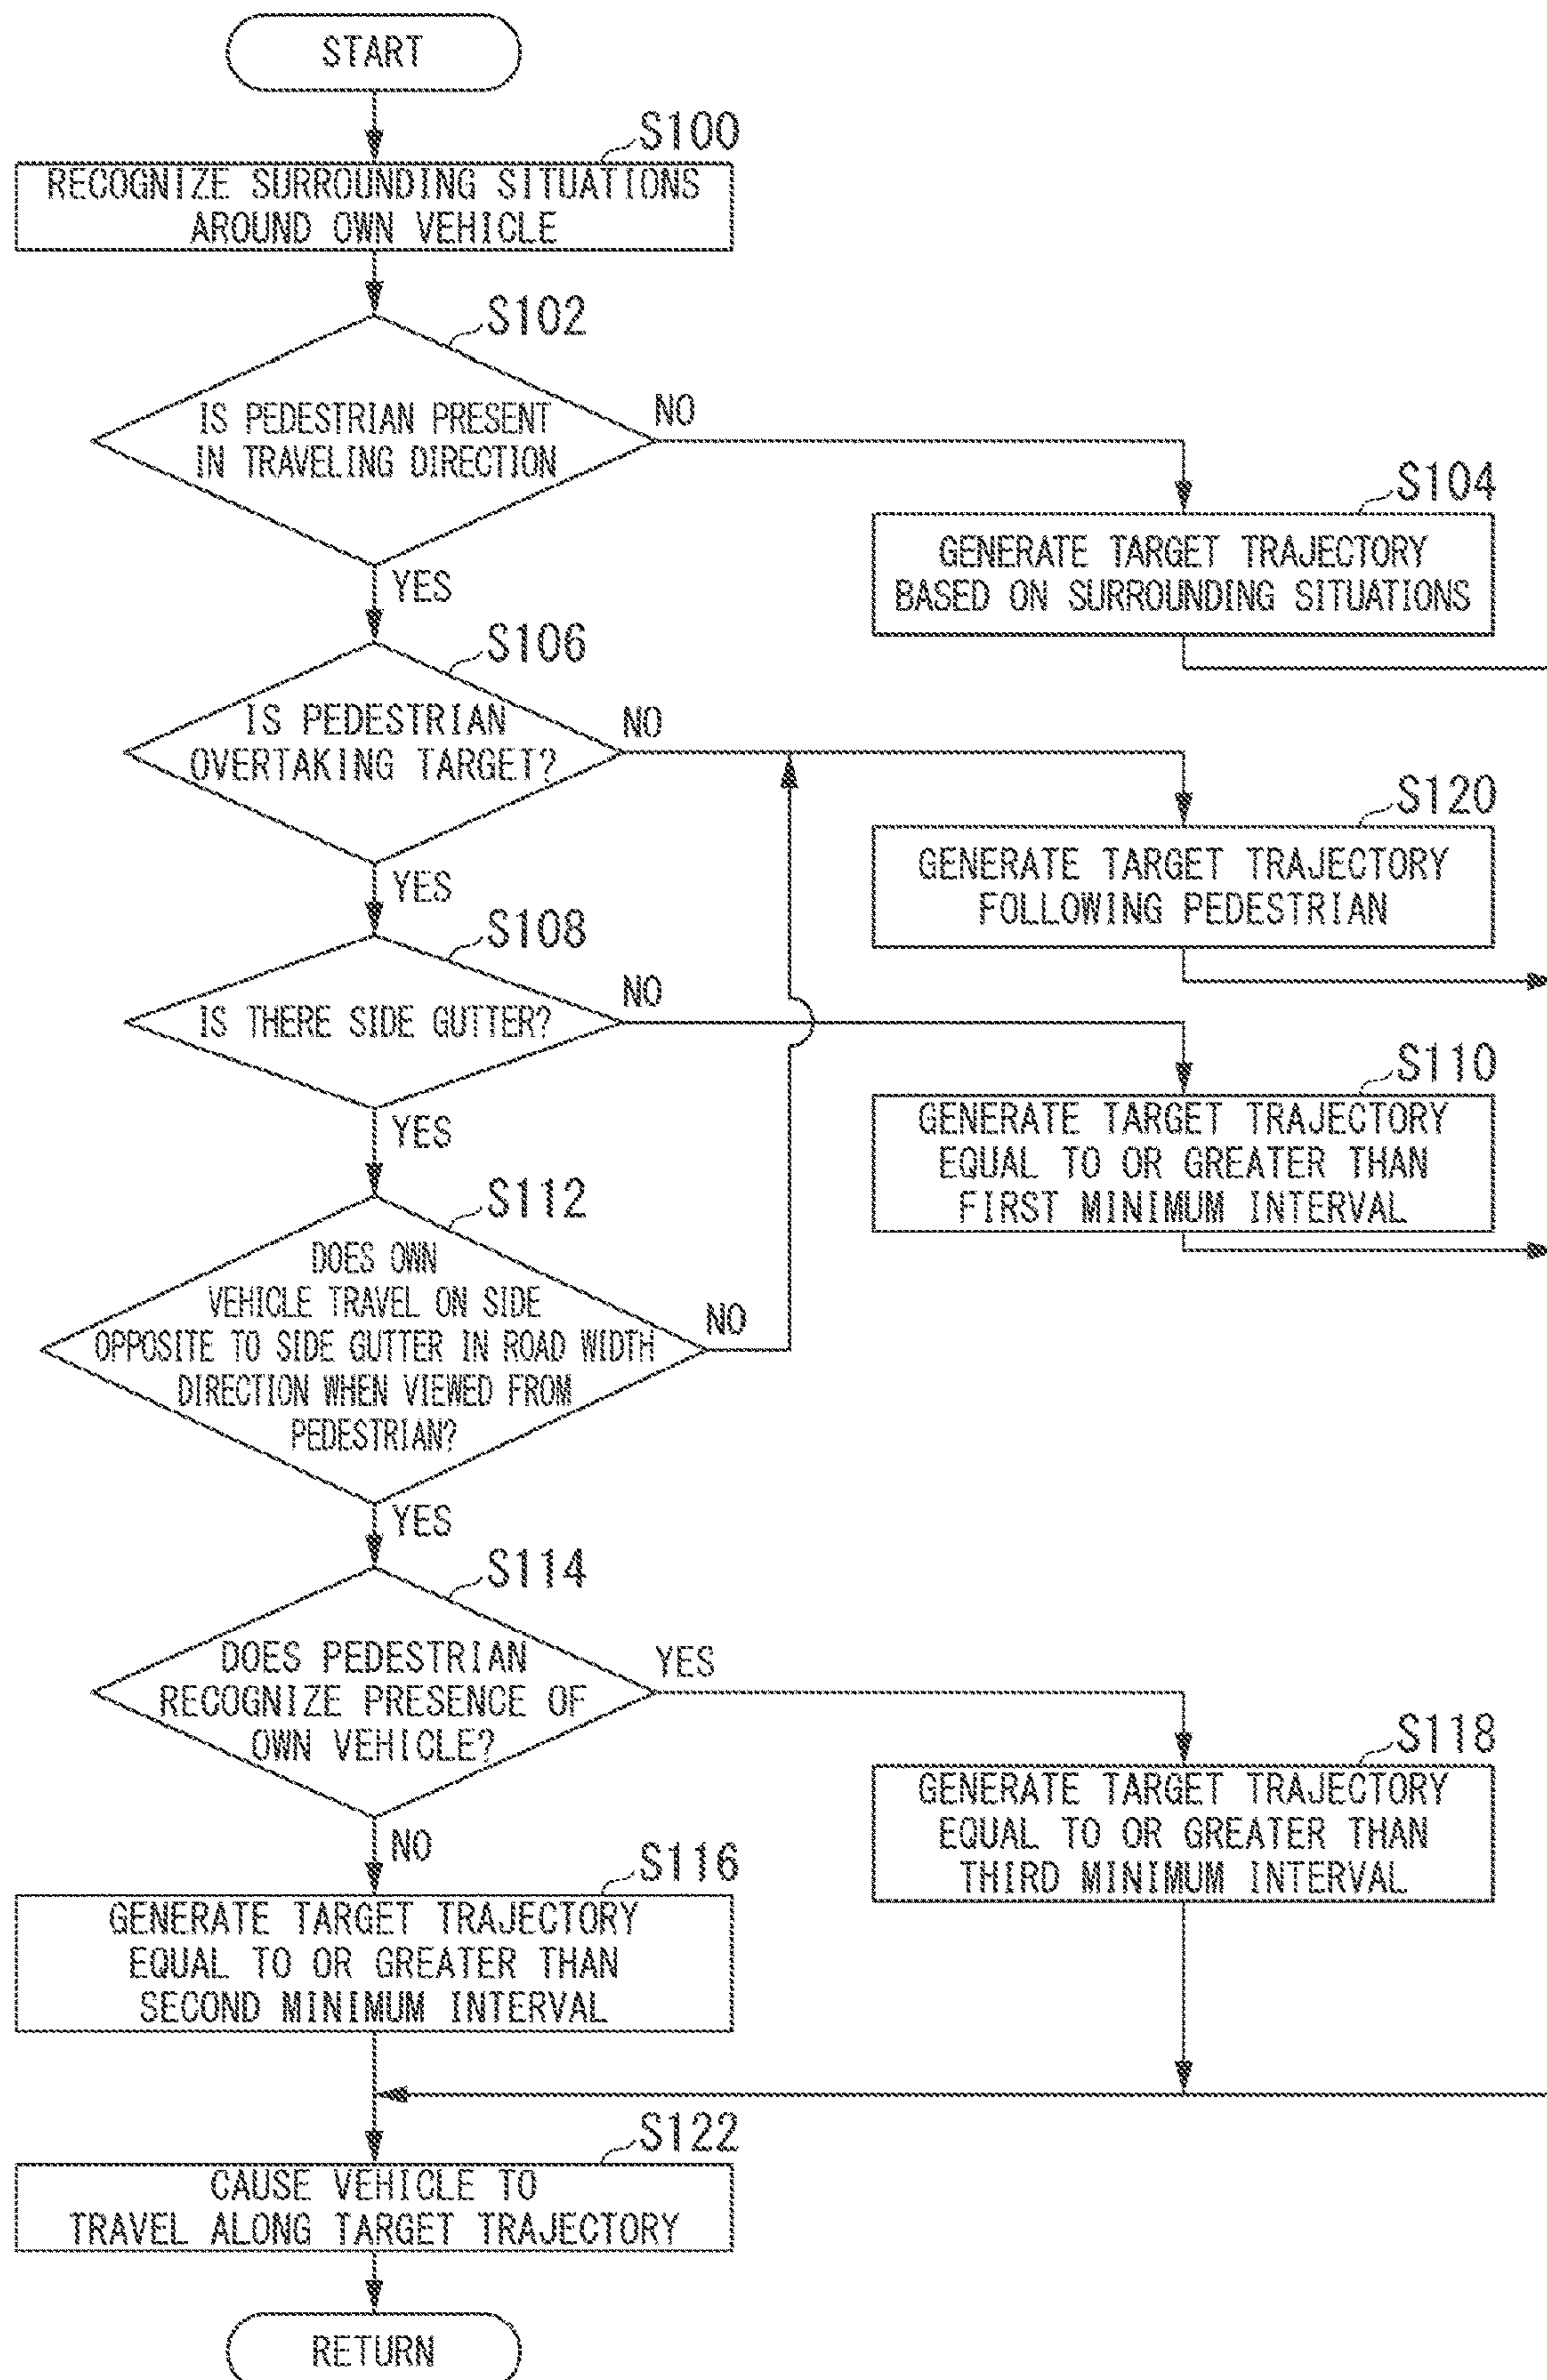 START
S100
RECOGNIZE SURROUNDING SITUATIONS
AROUND OWN VEHICLE
S102
IS PEDESTRIAN PRESENT
IN TRAVELING DIRECTION
NO
YES
S104
GENERATE TARGET TRAJECTORY
BASED ON SURROUNDING SITUATIONS
S106
IS PEDESTRIAN
OVERTAKING TARGET?
NO
YES
S120
GENERATE TARGET TRAJECTORY
FOLLOWING PEDESTRIAN
S108
IS THERE SIDE GUTTER?
NO
YES
S110
GENERATE TARGET TRAJECTORY
EQUAL TO OR GREATER THAN
FIRST MINIMUM INTERVAL
S112
DOES OWN
VEHICLE TRAVEL ON SIDE
OPPOSITE TO SIDE GUTTER IN ROAD WIDTH
DIRECTION WHEN VIEWED FROM
PEDESTRIAN?
NO
YES
S114
DOES PEDESTRIAN
RECOGNIZE PRESENCE OF
OWN VEHICLE?
YES
NO
S118
GENERATE TARGET TRAJECTORY
EQUAL TO OR GREATER THAN
THIRD MINIMUM INTERVAL
S116
GENERATE TARGET TRAJECTORY
EQUAL TO OR GREATER THAN
SECOND MINIMUM INTERVAL
S122
CAUSE VEHICLE TO
TRAVEL ALONG TARGET TRAJECTORY
RETURN